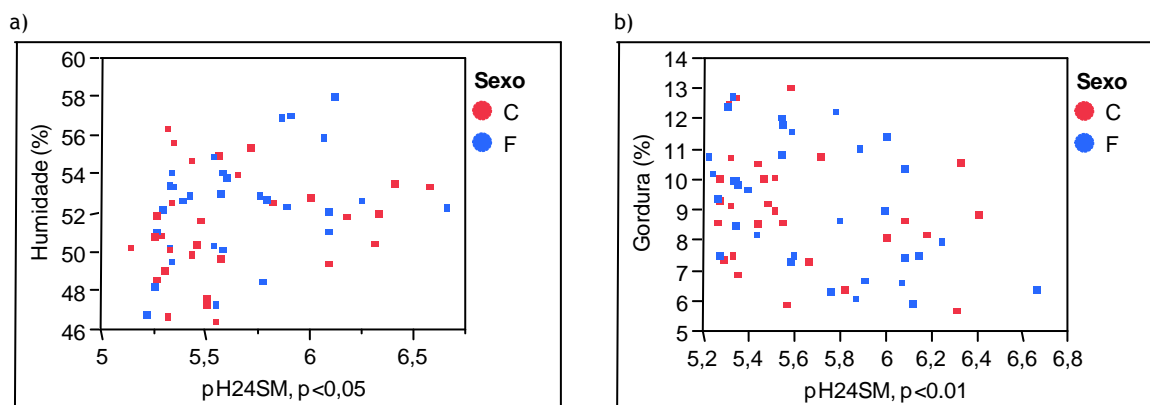 a)
b)
60
58
56
54
52
50
48
46
Humidade (%)
5
5,5
6
6,5
pH24SM, p<0,05
Sexo
C
F
14
13
12
11
10
9
8
7
6
5
Gordura (%)
5,2
5,4
5,6
5,8
6
6,2
6,4
6,6
6,8
pH24SM, p<0.01
Sexo
C
F